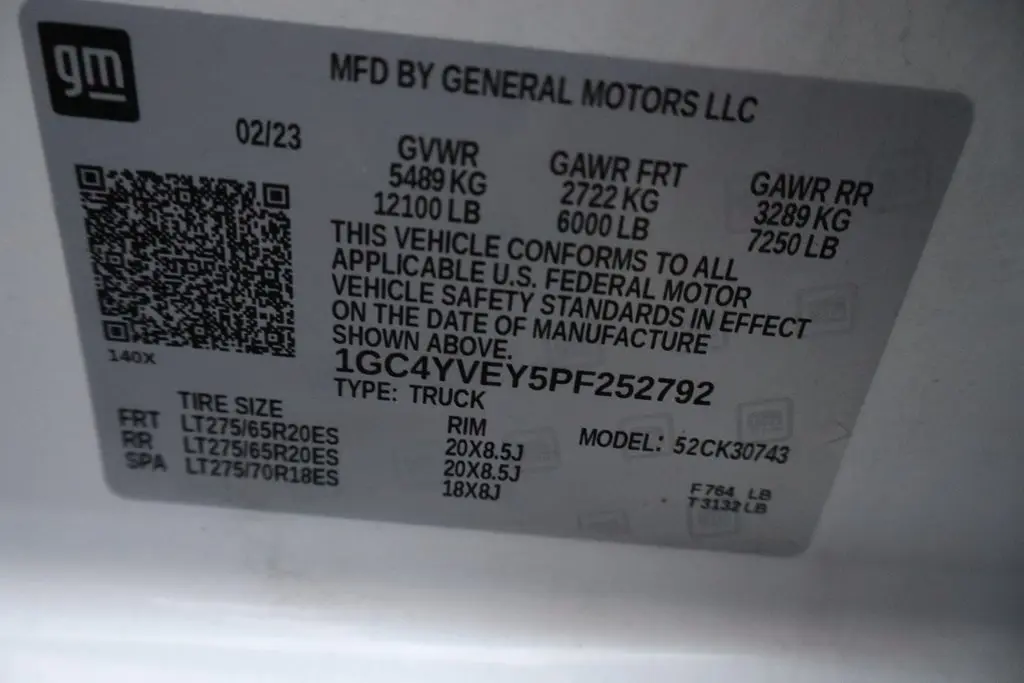 gm
MFD BY GENERAL MOTORS LLC
02/23
GVWR GAWR FRT GAWR RR
5489 KG 2722 KG 3289 KG
12100 LB 6000 LB 7250 LB
THIS VEHICLE CONFORMS TO ALL
APPLICABLE U.S. FEDERAL MOTOR
VEHICLE SAFETY STANDARDS IN EFFECT
ON THE DATE OF MANUFACTURE
SHOWN ABOVE.
140X
1GC4YVEY5PF252792
TYPE: TRUCK
TIRE SIZE RIM MODEL: 52CK30743
FRT LT275/65R20ES 20X8.5J
RR LT275/65R20ES 20X8.5J
SPA LT275/70R18ES 18X8J
F 764 LB
T 3132 LB